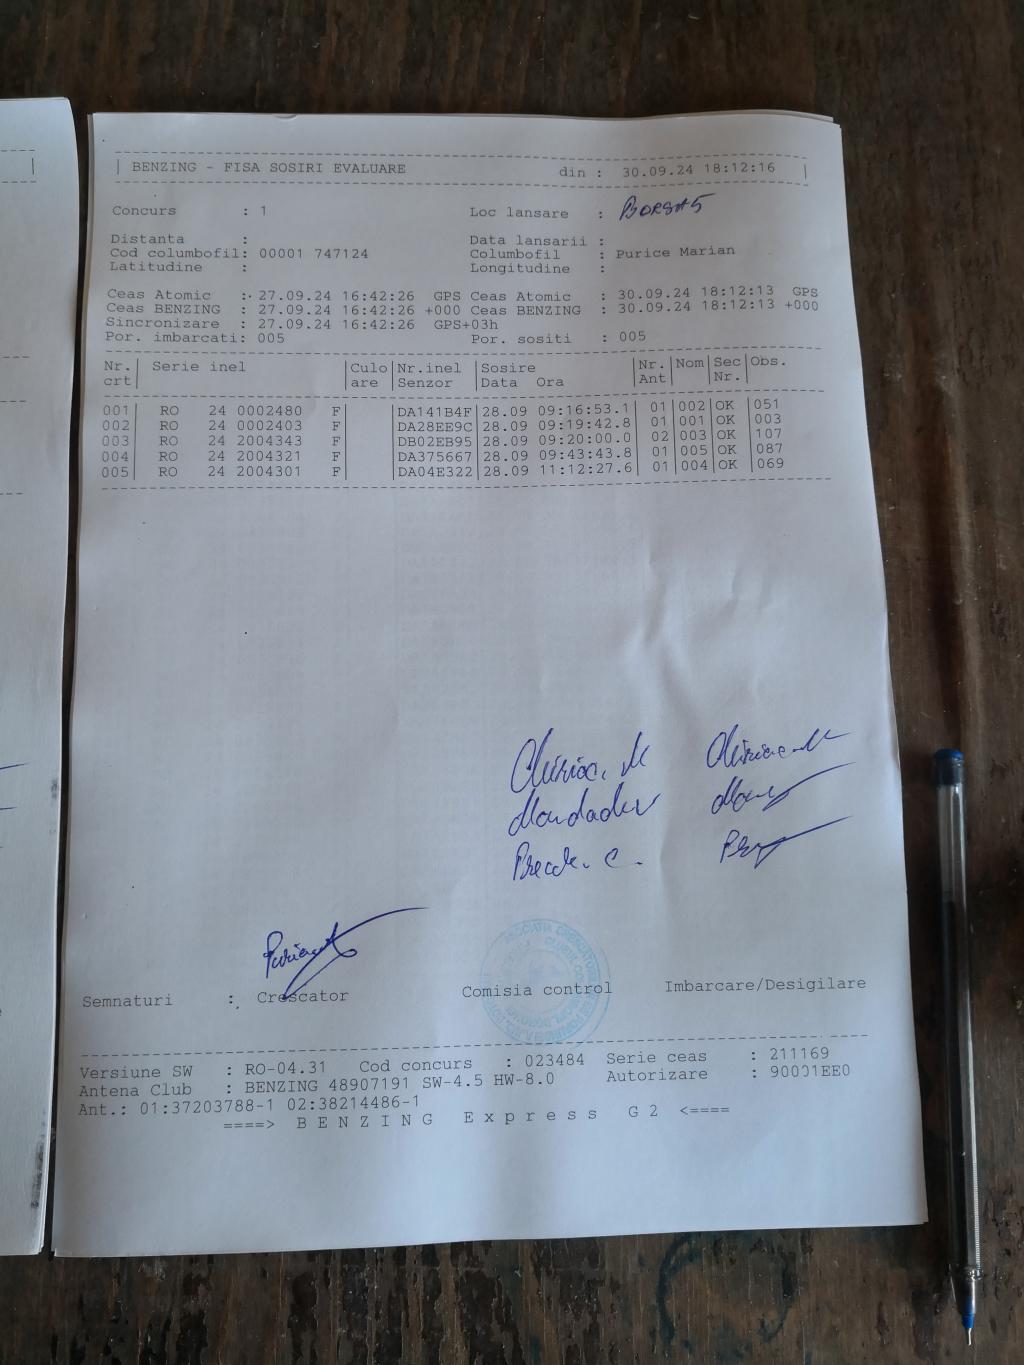 | BENZING - FISA SOSIRI EVALUARE din : 30.09.24 18:12:16 |
Concurs : 1 Loc lansare : BORSA 5
Distanta : Data lansarii :
Cod columbofil: 00001 747124 Columbofil : Purice Marian
Latitudine : Longitudine :
Ceas Atomic : 27.09.24 16:42:26 GPS Ceas Atomic : 30.09.24 18:12:13 GPS
Ceas BENZING : 27.09.24 16:42:26 +000 Ceas BENZING : 30.09.24 18:12:13 +000
Sincronizare : 27.09.24 16:42:26 GPS+03h
Por. imbarcati: 005 Por. sositi : 005
Nr. | Serie inel |Culo|Nr.inel |Sosire |Nr. |Nom|Sec|Obs.
crt| |are |Senzor |Data Ora |Ant | |Nr.|
001| RO 24 0002480 F| |DA141B4F|28.09 09:16:53.1| 01|002|OK |051
002| RO 24 0002403 F| |DA28EE9C|28.09 09:19:42.8| 01|001|OK |003
003| RO 24 2004343 F| |DB02EB95|28.09 09:20:00.0| 02|003|OK |107
004| RO 24 2004321 F| |DA375667|28.09 09:43:43.8| 01|005|OK |087
005| RO 24 2004301 F| |DA04E322|28.09 11:12:27.6| 01|004|OK |069
Semnaturi : Crescator Comisia control Imbarcare/Desigilare
Versiune SW : RO-04.31 Cod concurs : 023484 Serie ceas : 211169
Antena Club : BENZING 48907191 SW-4.5 HW-8.0 Autorizare : 90001EE0
Ant.: 01:37203788-1 02:38214486-1
====> B E N Z I N G E x p r e s s G 2 <====